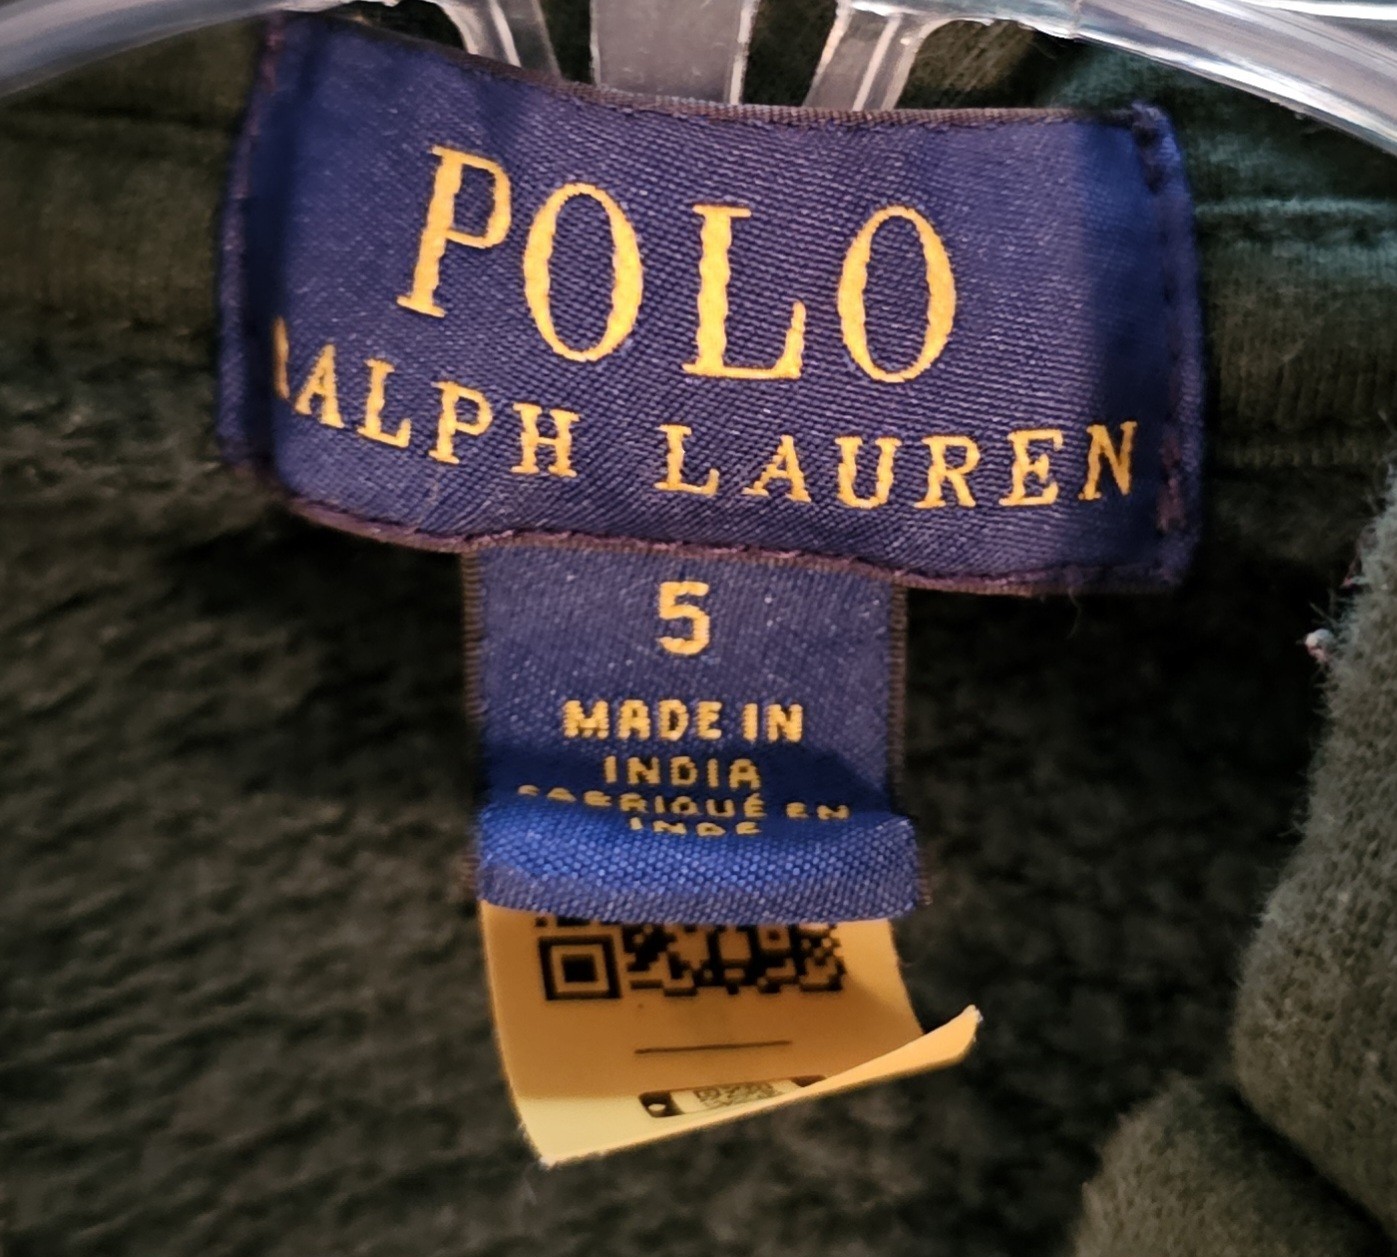 POLO
RALPH LAUREN
5
MADE IN
INDIA
FABRIQUÉ EN
INDE